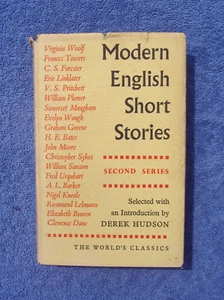 Virginia Woolf
Frances Towers
C. S. Forester
Eric Linklater
V. S. Pritchett
William Plomer
Somerset Maugham
Evelyn Waugh
Graham Greene
H. E. Bates
John Moore
Christopher Sykes
William Sansom
Fred Urquhart
A. L. Barker
Nigel Kneale
Rosamond Lehmann
Elizabeth Bowen
Clemence Dane
Modern
English
Short
Stories
SECOND SERIES
Selected with
an Introduction by
DEREK HUDSON
THE WORLD'S CLASSICS